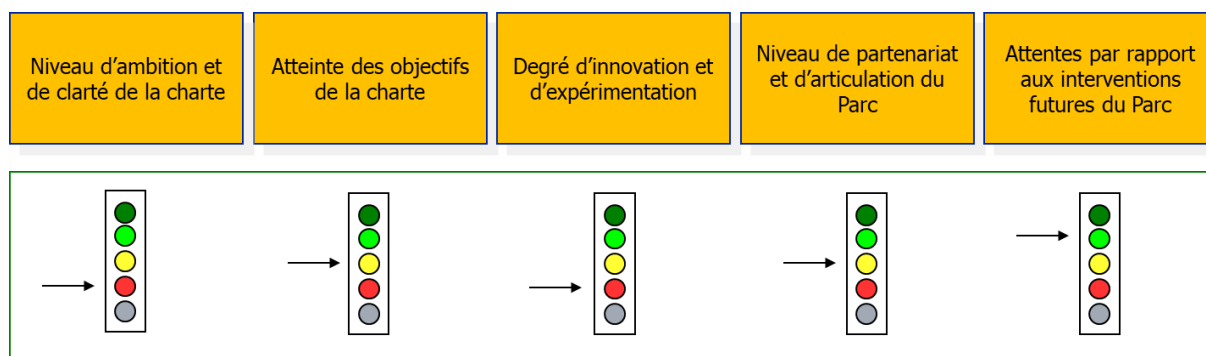 Niveau d'ambition et
de clarté de la charte
Atteinte des objectifs
de la charte
Degré d'innovation et
d'expérimentation
Niveau de partenariat
et d'articulation du
Parc
Attentes par rapport
aux interventions
futures du Parc